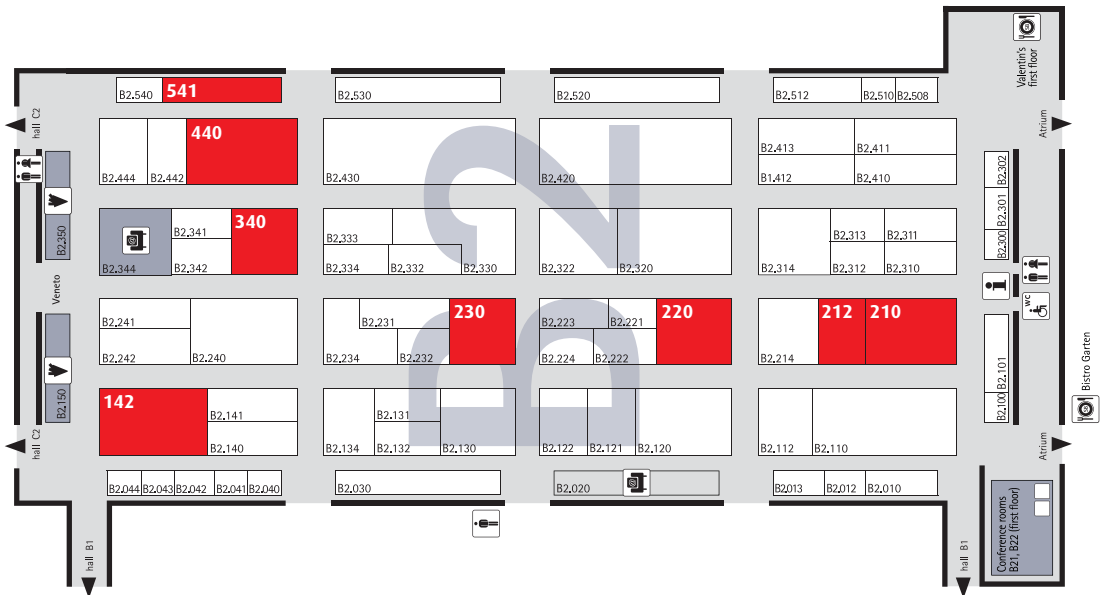 Valentin's
first floor
B2.540
541
B2.530
B2.520
B2.512
B2.510
B2.508
hall C2
Atrium
440
B2.444
B2.442
B2.430
B2.420
B2.413
B2.411
B1.412
B2.410
B2
B2.302
B2.301
B2.300
B2.350
340
B2.341
B2.344
B2.342
B2.333
B2.334
B2.332
B2.330
B2.322
B2.320
B2.313
B2.311
B2.314
B2.312
B2.310
Veneto
i
WC
230
220
212
210
B2.241
B2.242
B2.240
B2.231
B2.234
B2.232
B2.223
B2.221
B2.224
B2.222
B2.214
B2.101
B2.100
Bistro Garten
B2.150
142
B2.141
B2.140
B2.131
B2.134
B2.132
B2.130
B2.122
B2.121
B2.120
B2.112
B2.110
hall C2
Atrium
B2.044
B2.043
B2.042
B2.041
B2.040
B2.030
B2.020
B2.013
B2.012
B2.010
Conference rooms
B21, B22 (first floor)
hall B1
hall B1